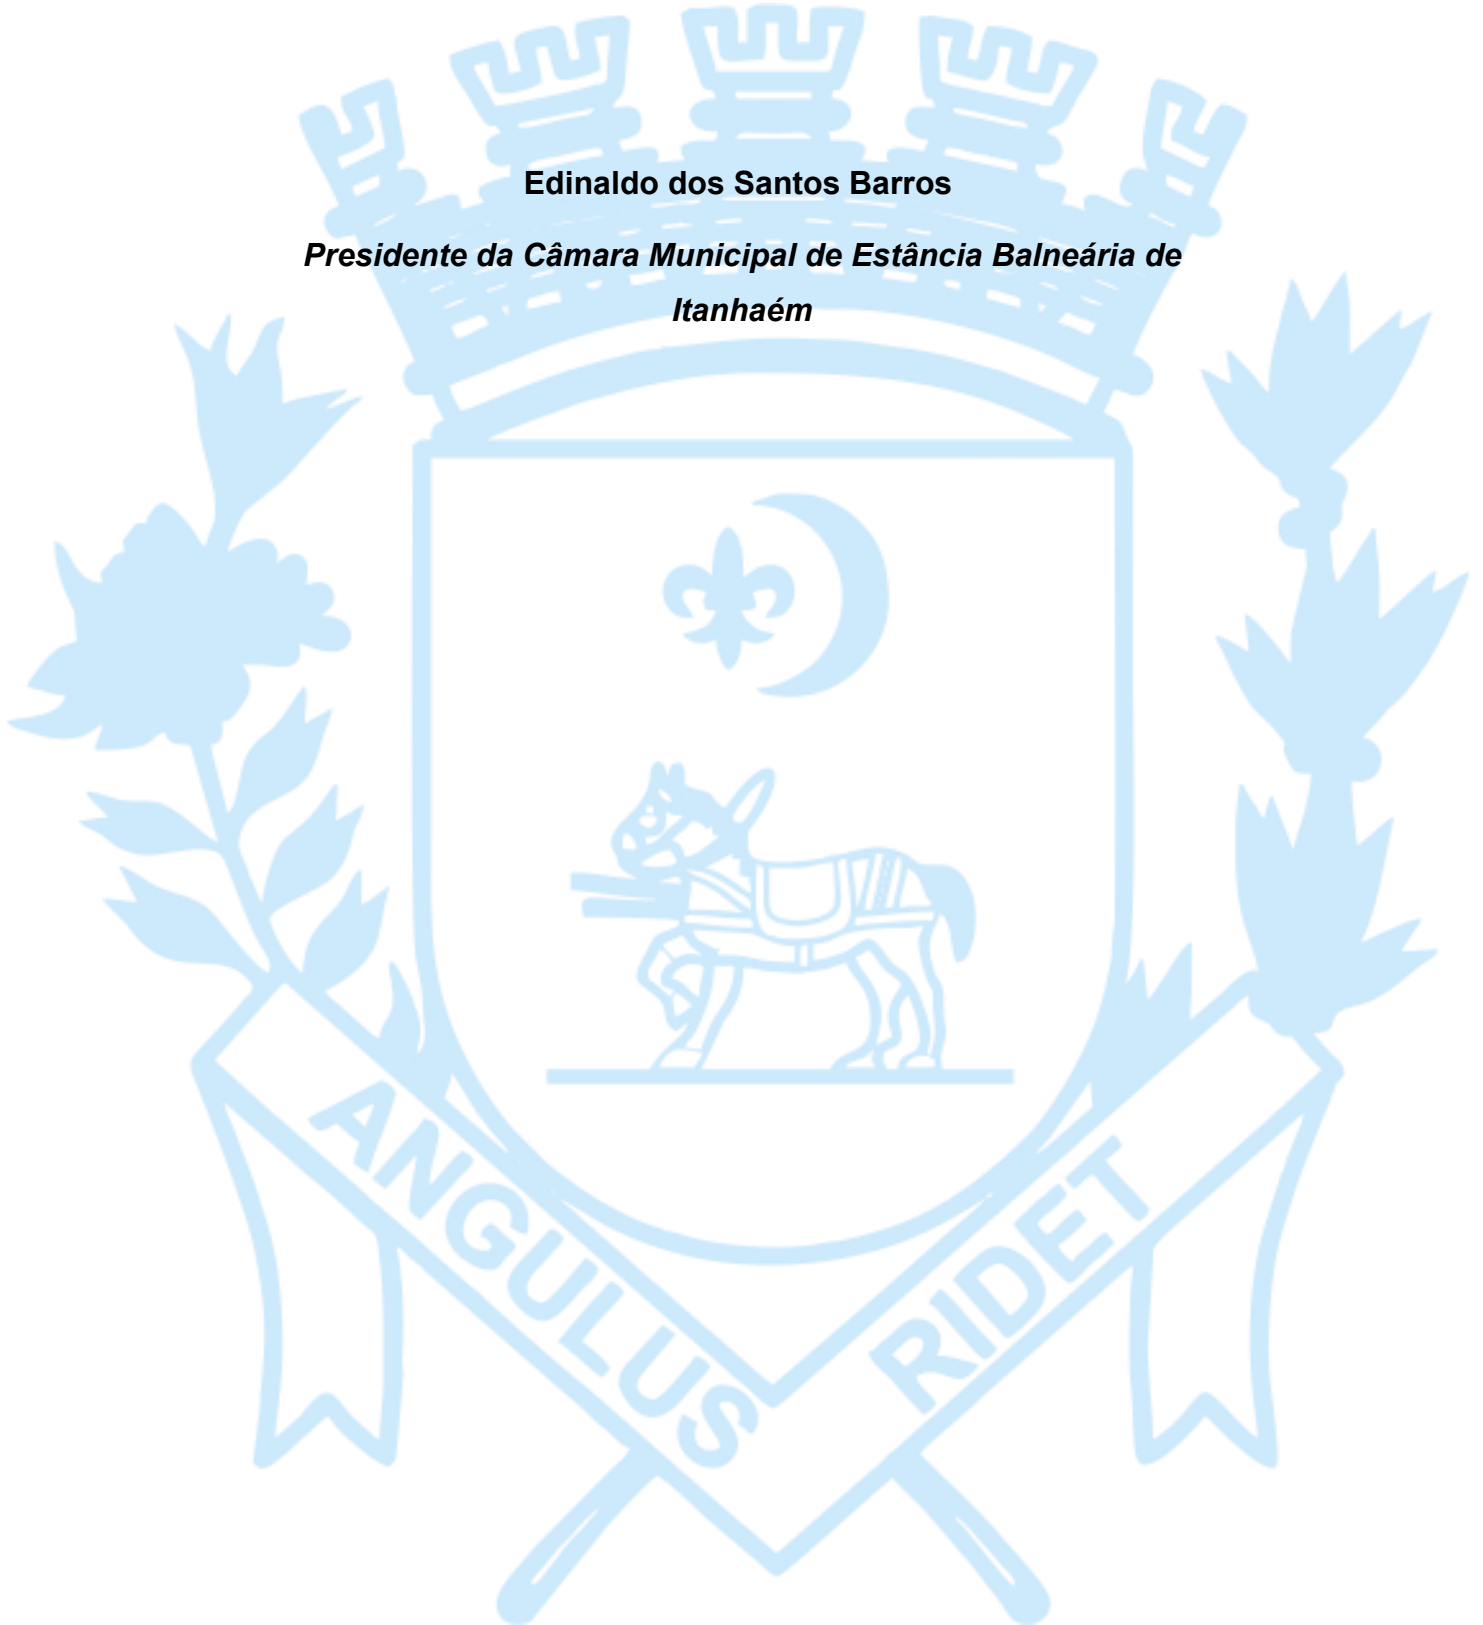 Edinaldo dos Santos Barros
Presidente da Câmara Municipal de Estância Balneária de
Itanhaém
ANGULUS RIDET